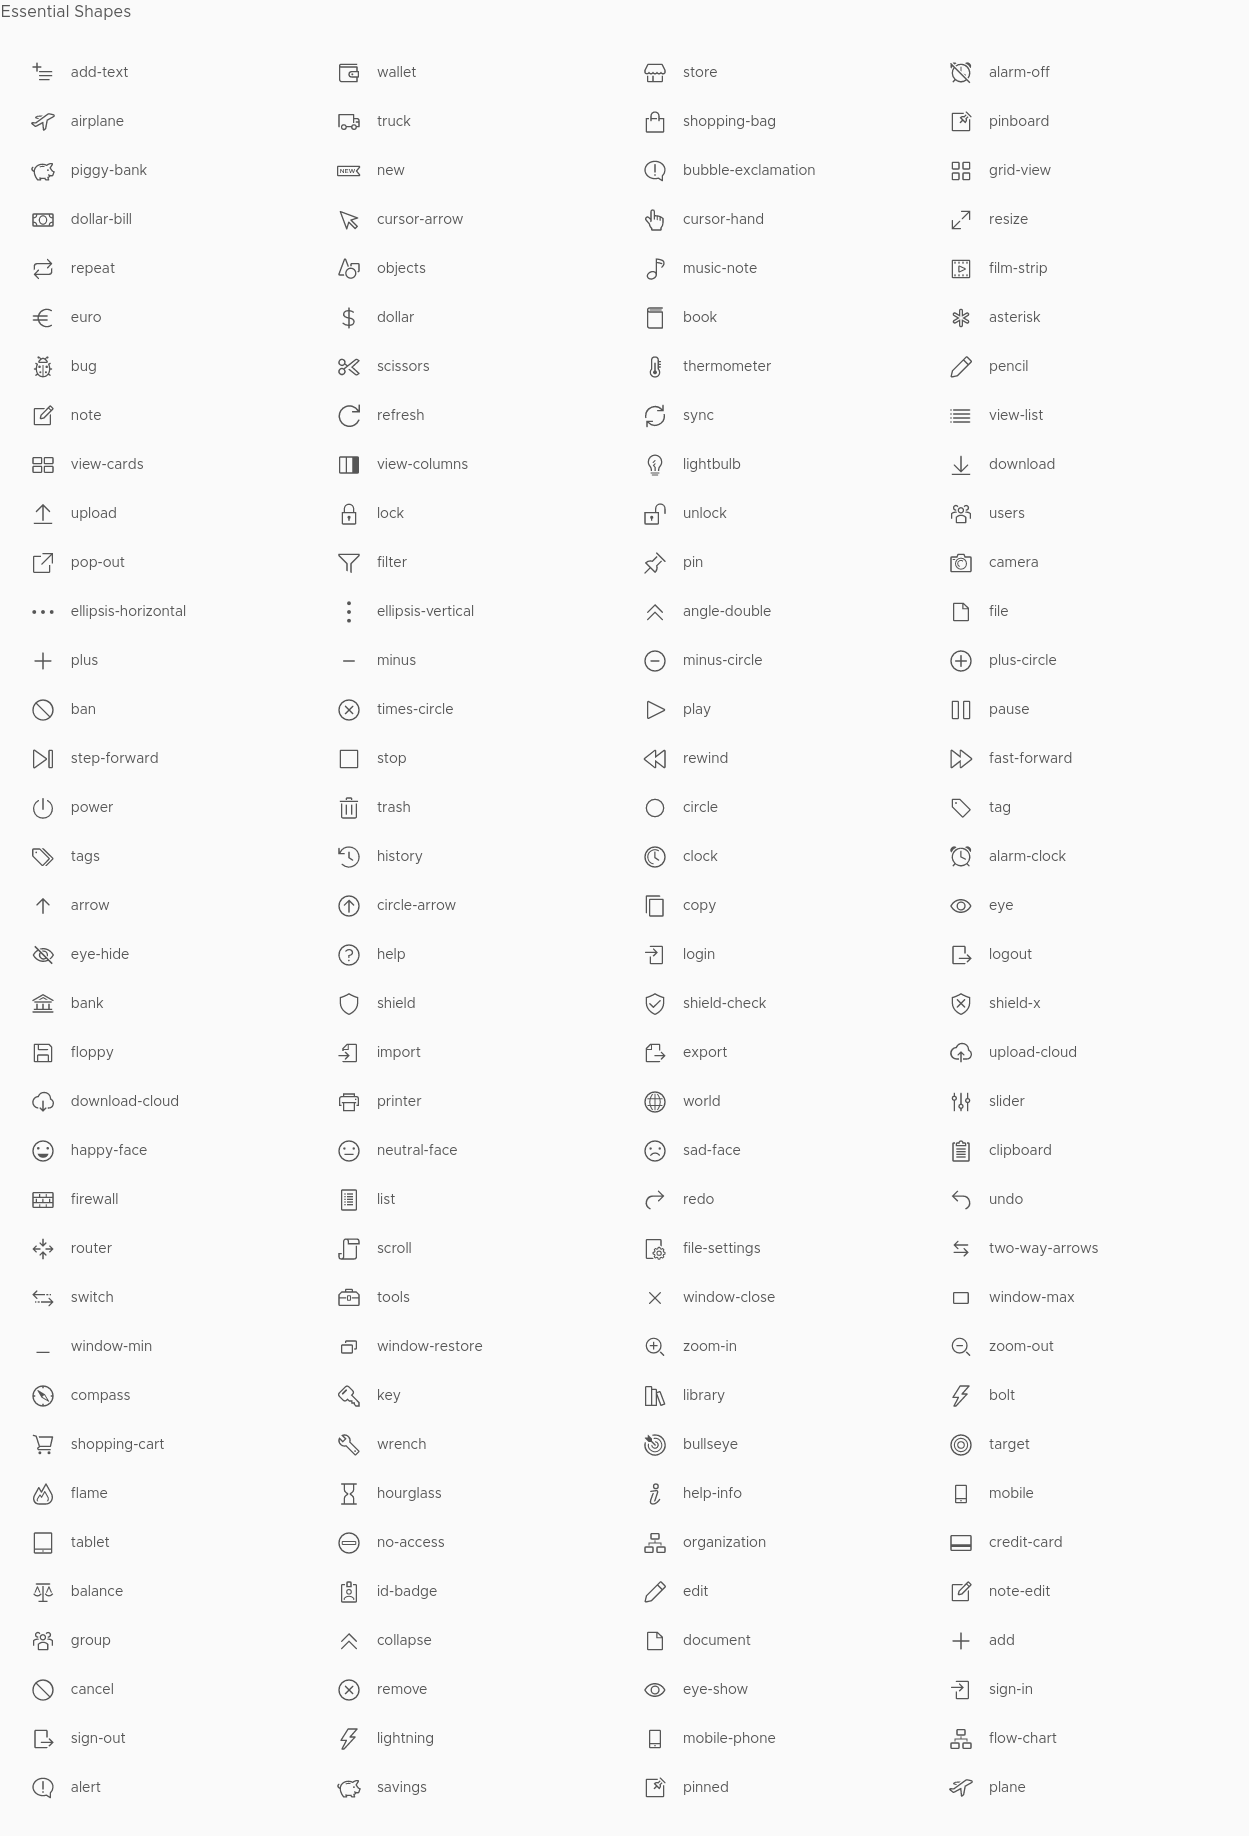 Essential Shapes
add-text wallet store alarm-off
airplane truck shopping-bag pinboard
piggy-bank NEW new bubble-exclamation grid-view
dollar-bill cursor-arrow cursor-hand resize
repeat objects music-note film-strip
euro dollar book asterisk
bug scissors thermometer pencil
note refresh sync view-list
view-cards view-columns lightbulb download
upload lock unlock users
pop-out filter pin camera
ellipsis-horizontal ellipsis-vertical angle-double file
plus minus minus-circle plus-circle
ban times-circle play pause
step-forward stop rewind fast-forward
power trash circle tag
tags history clock alarm-clock
arrow circle-arrow copy eye
eye-hide help login logout
bank shield shield-check shield-x
floppy import export upload-cloud
download-cloud printer world slider
happy-face neutral-face sad-face clipboard
firewall list redo undo
router scroll file-settings two-way-arrows
switch tools window-close window-max
window-min window-restore zoom-in zoom-out
compass key library bolt
shopping-cart wrench bullseye target
flame hourglass help-info mobile
tablet no-access organization credit-card
balance id-badge edit note-edit
group collapse document add
cancel remove eye-show sign-in
sign-out lightning mobile-phone flow-chart
alert savings pinned plane